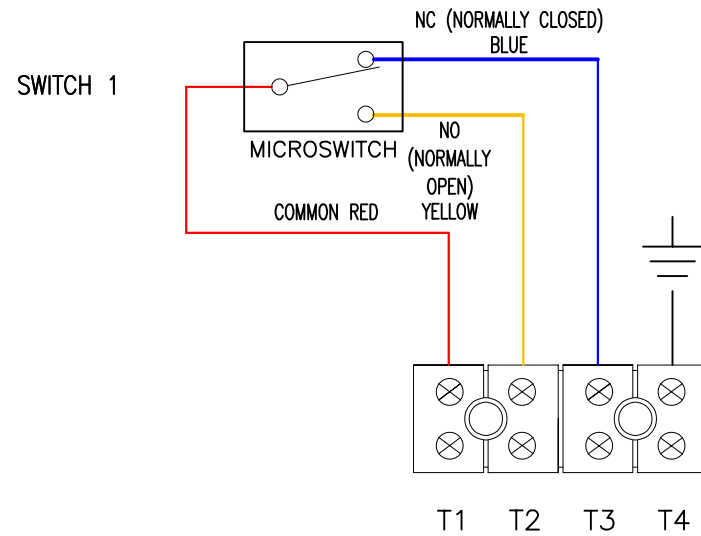 NC (NORMALLY CLOSED)
BLUE
SWITCH 1
MICROSWITCH
NO
(NORMALLY
OPEN)
YELLOW
COMMON RED
T1 T2 T3 T4